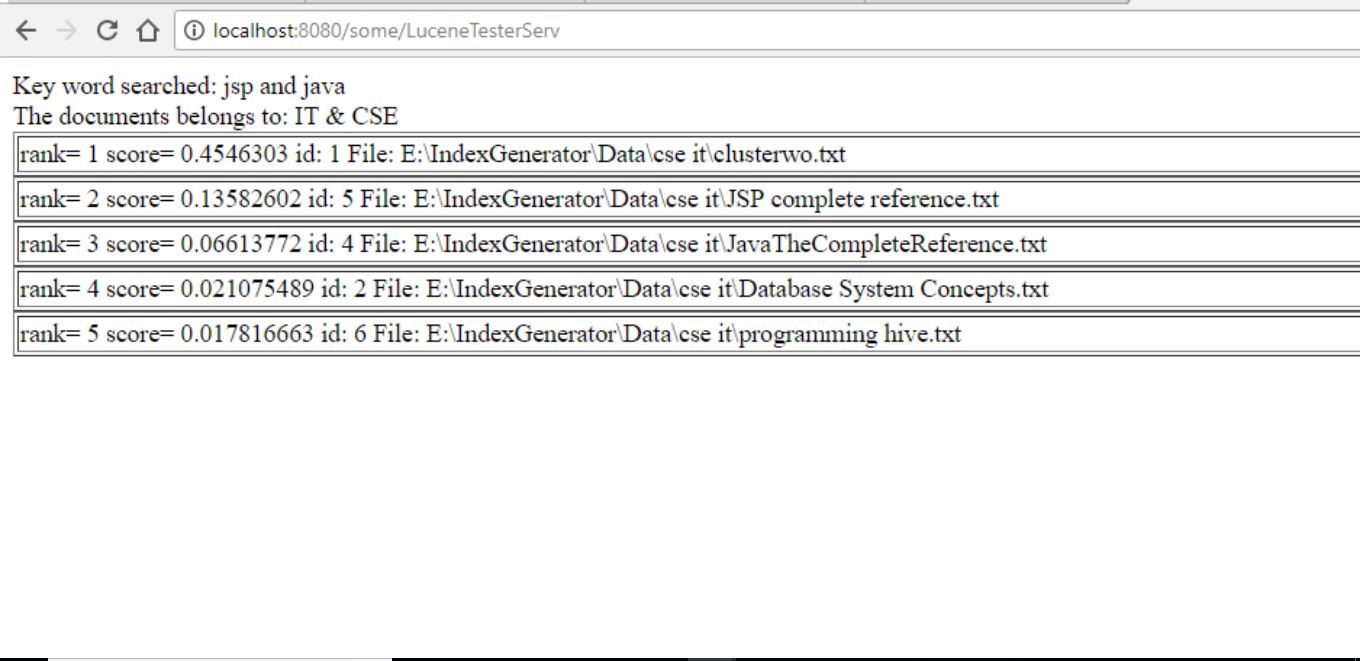 localhost:8080/some/LuceneTesterServ
Key word searched: jsp and java
The documents belongs to: IT & CSE
rank= 1 score= 0.4546303 id: 1 File: E:\IndexGenerator\Data\cse it\clusterwo.txt
rank= 2 score= 0.13582602 id: 5 File: E:\IndexGenerator\Data\cse it\JSP complete reference.txt
rank= 3 score= 0.06613772 id: 4 File: E:\IndexGenerator\Data\cse it\JavaTheCompleteReference.txt
rank= 4 score= 0.021075489 id: 2 File: E:\IndexGenerator\Data\cse it\Database System Concepts.txt
rank= 5 score= 0.017816663 id: 6 File: E:\IndexGenerator\Data\cse it\programming hive.txt